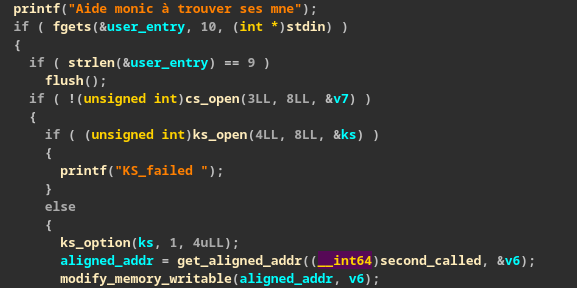 printf("Aide monic à trouver ses mne");
if ( fgets(&user_entry, 10, (int *)stdin) )
{
if ( strlen(&user_entry) == 9 )
flush();
if ( !(unsigned int)cs_open(3LL, 8LL, &v7) )
{
if ( (unsigned int)ks_open(4LL, 8LL, &ks) )
{
printf("KS_failed ");
}
else
{
ks_option(ks, 1, 4uLL);
aligned_addr = get_aligned_addr((__int64)second_called, &v6);
modify_memory_writable(aligned_addr, v6);